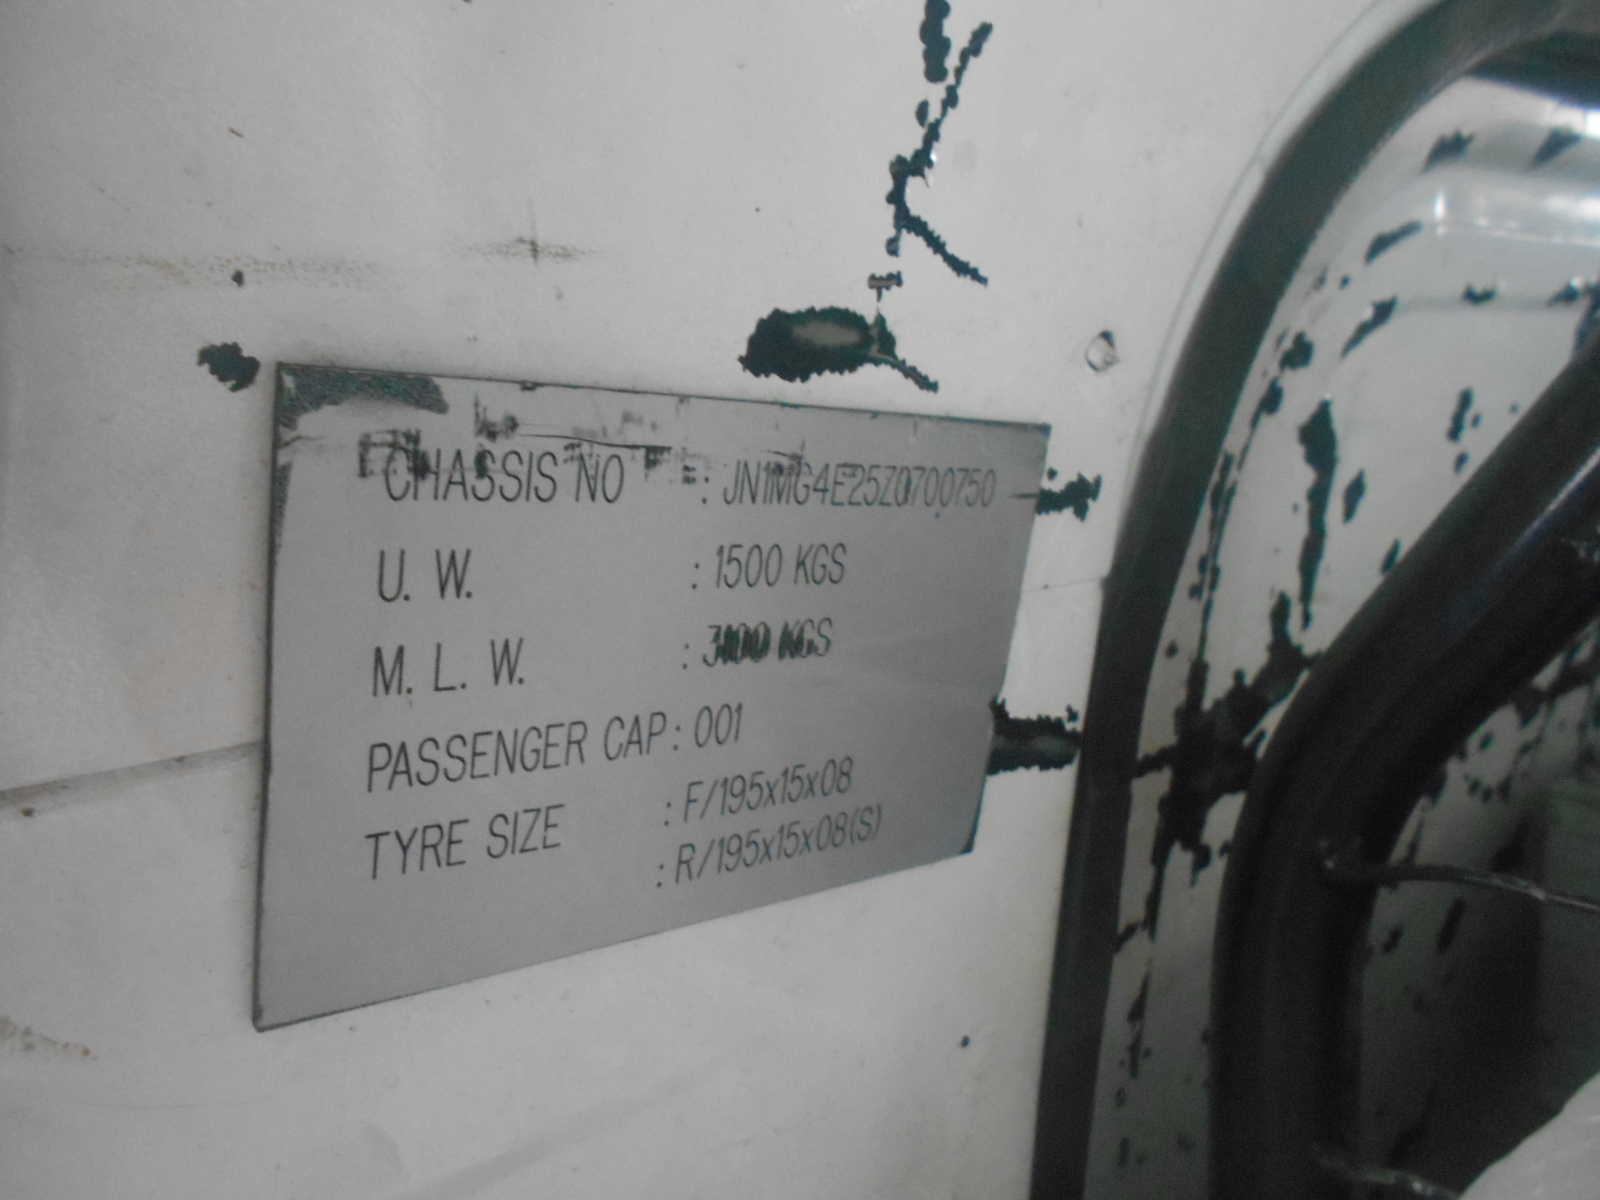 CHASSIS NO : JN1MG4E25Z0700750
U. W. : 1500 KGS
M. L. W. : 3100 KGS
PASSENGER CAP : 001
TYRE SIZE : F/195x15x08
: R/195x15x08(S)